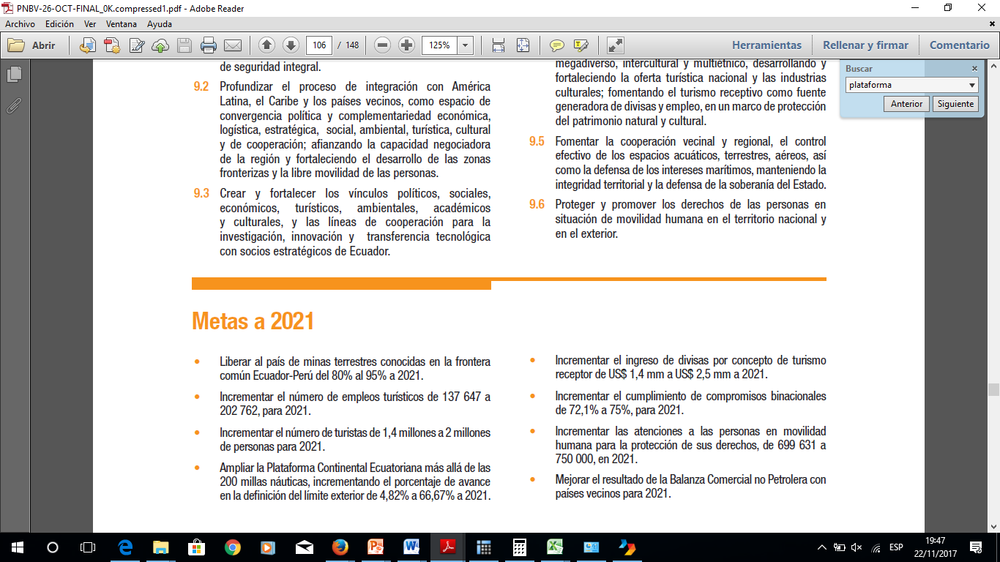 PNBV-26-OCT-FINAL_0K.compressed1.pdf - Adobe Reader
Archivo Edición Ver Ventana Ayuda
Abrir
106 / 148
125%
Herramientas Rellenar y firmar Comentario
Buscar
plataforma
Anterior Siguiente
de seguridad integral.
9.2 Profundizar el proceso de integración con América
Latina, el Caribe y los países vecinos, como espacio de
convergencia política y complementariedad económica,
logística, estratégica, social, ambiental, turística, cultural
y de cooperación; afianzando la capacidad negociadora
de la región y fortaleciendo el desarrollo de las zonas
fronterizas y la libre movilidad de las personas.
9.3 Crear y fortalecer los vínculos políticos, sociales,
económicos, turísticos, ambientales, académicos
y culturales, y las líneas de cooperación para la
investigación, innovación y transferencia tecnológica
con socios estratégicos de Ecuador.
megadiverso, intercultural y multiétnico, desarrollando y
fortaleciendo la oferta turística nacional y las industrias
culturales; fomentando el turismo receptivo como fuente
generadora de divisas y empleo, en un marco de protección
del patrimonio natural y cultural.
9.5 Fomentar la cooperación vecinal y regional, el control
efectivo de los espacios acuáticos, terrestres, aéreos, así
como la defensa de los intereses marítimos, manteniendo la
integridad territorial y la defensa de la soberanía del Estado.
9.6 Proteger y promover los derechos de las personas en
situación de movilidad humana en el territorio nacional y
en el exterior.
Metas a 2021
• Liberar al país de minas terrestres conocidas en la frontera
común Ecuador-Perú del 80% al 95% a 2021.
• Incrementar el número de empleos turísticos de 137 647 a
202 762, para 2021.
• Incrementar el número de turistas de 1,4 millones a 2 millones
de personas para 2021.
• Ampliar la Plataforma Continental Ecuatoriana más allá de las
200 millas náuticas, incrementando el porcentaje de avance
en la definición del límite exterior de 4,82% a 66,67% a 2021.
• Incrementar el ingreso de divisas por concepto de turismo
receptor de US$ 1,4 mm a US$ 2,5 mm a 2021.
• Incrementar el cumplimiento de compromisos binacionales
de 72,1% a 75%, para 2021.
• Incrementar las atenciones a las personas en movilidad
humana para la protección de sus derechos, de 699 631 a
750 000, en 2021.
• Mejorar el resultado de la Balanza Comercial no Petrolera con
países vecinos para 2021.
ESP
19:47
22/11/2017